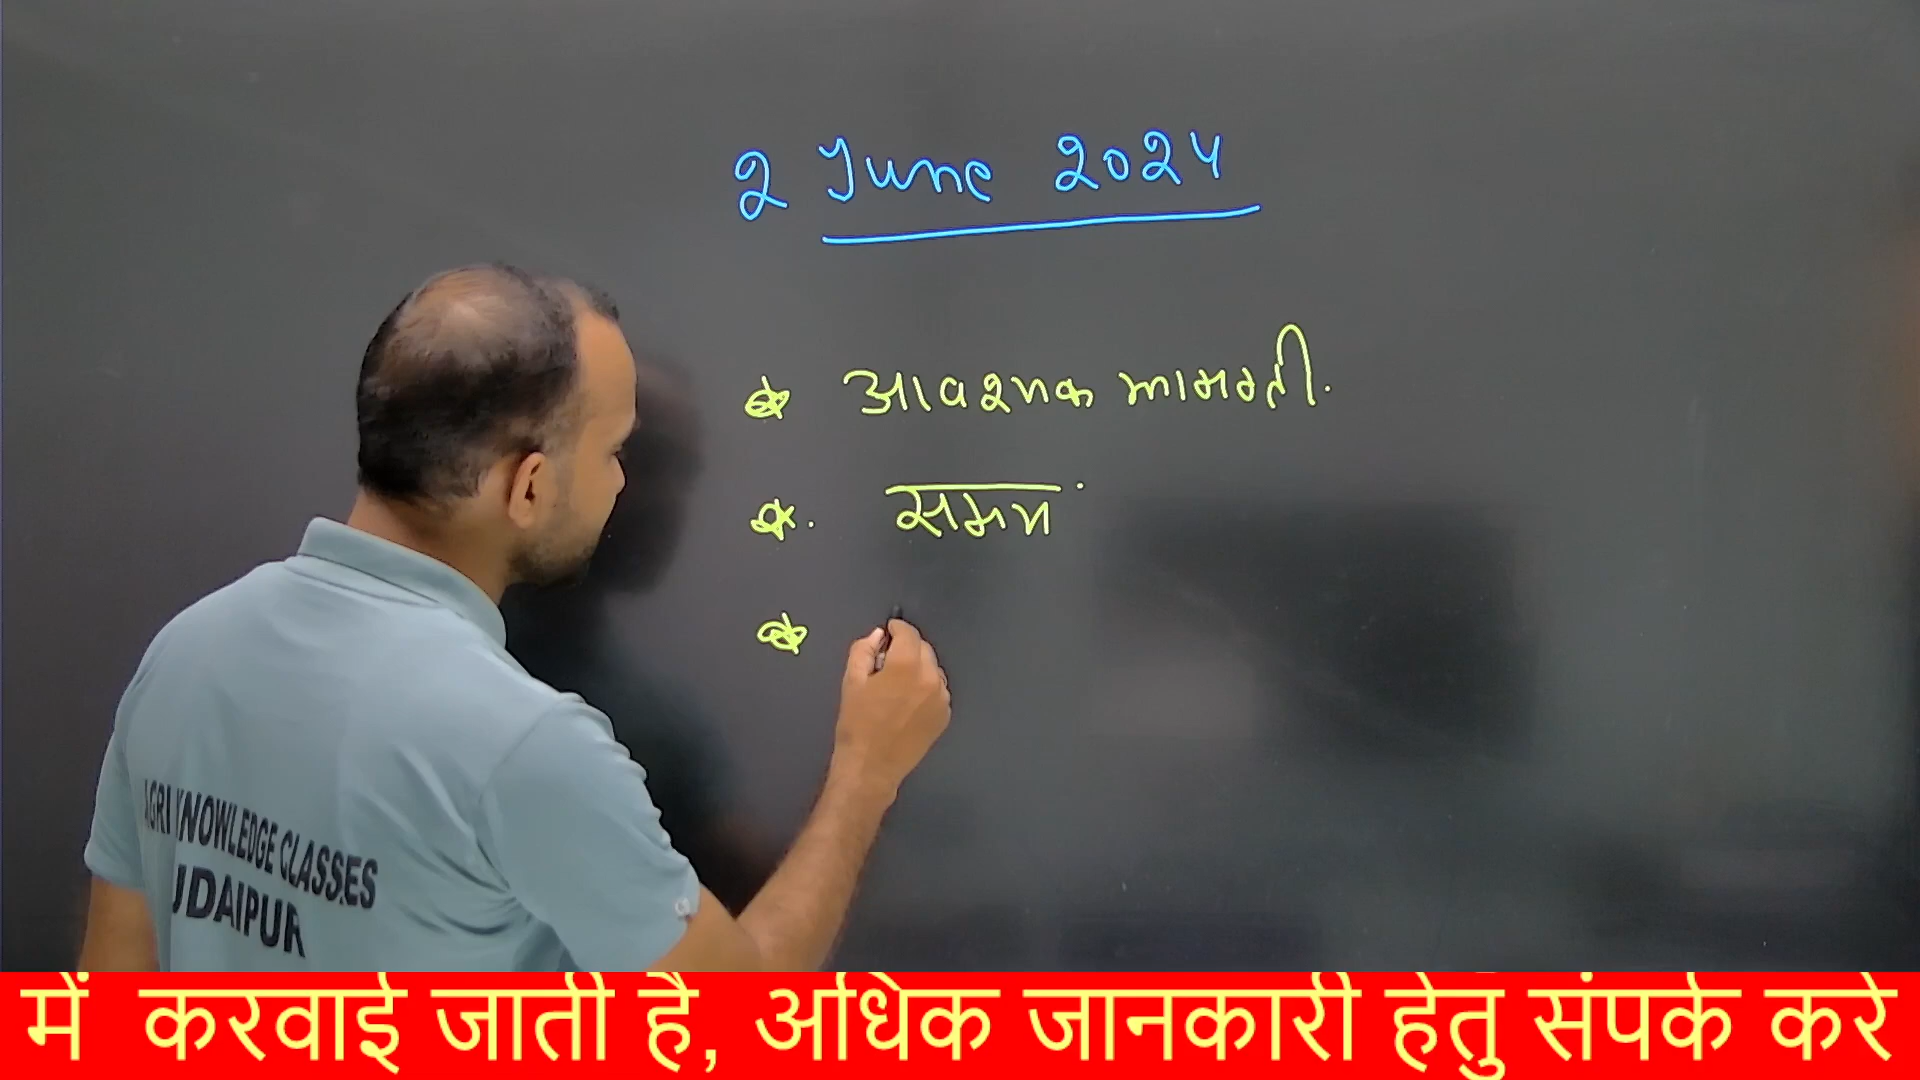 2 June 2024
आवश्यक सामग्री.
समय
AGRI KNOWLEDGE CLASSES
UDAIPUR
में करवाई जाती है, अधिक जानकारी हेतु संपर्क करे